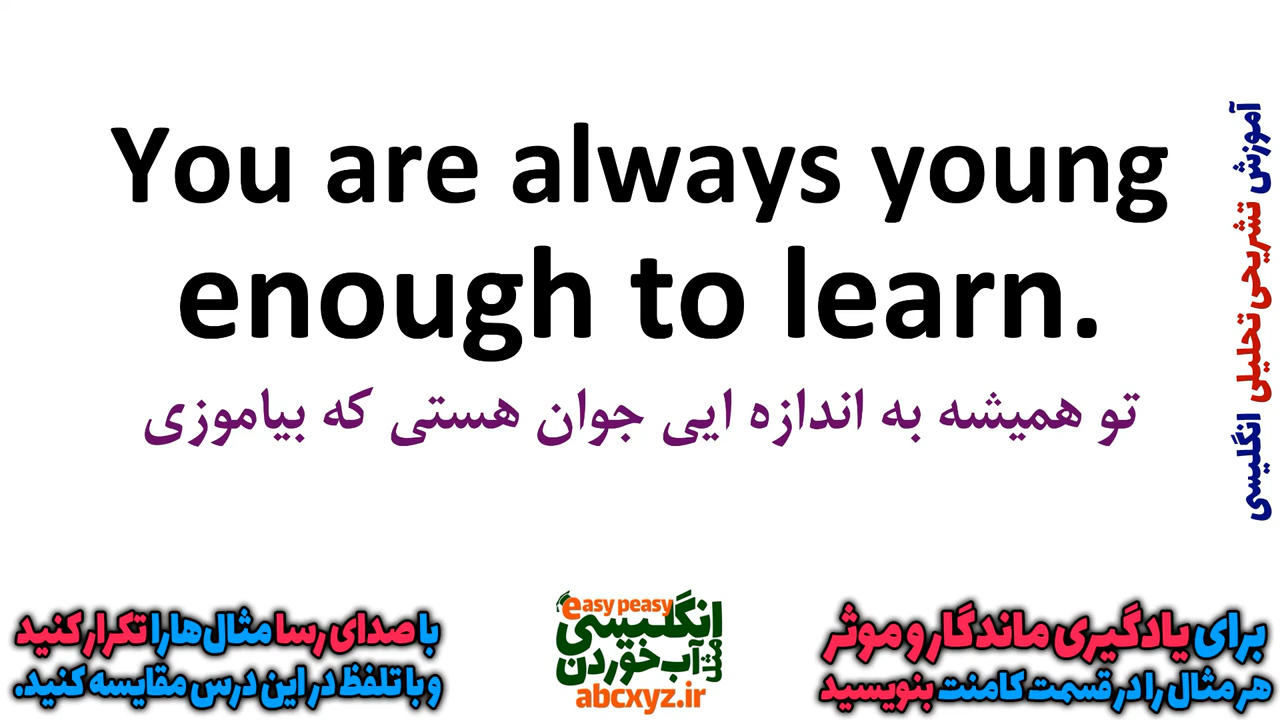 You are always young
enough to learn.
تو همیشه به اندازه ایی جوان هستی که بیاموزی
آموزش تشریحی تحلیلی انگلیسی
برای یادگیری ماندگار و موثر
هر مثال را در قسمت کامنت بنویسید
easy peasy
انگلیسی
مثل آب خوردن
abcxyz.ir
با صدای رسا مثال‌ها را تکرار کنید
و با تلفظ در این درس مقایسه کنید.